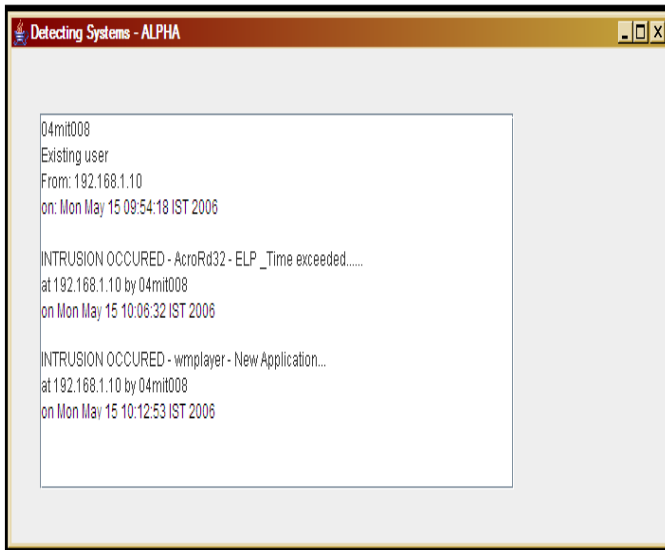 Detecting Systems - ALPHA
04mit008
Existing user
From: 192.168.1.10
on: Mon May 15 09:54:18 IST 2006
INTRUSION OCCURED - AcroRd32 - ELP _Time exceeded......
at 192.168.1.10 by 04mit008
on Mon May 15 10:06:32 IST 2006
INTRUSION OCCURED - wmplayer - New Application...
at 192.168.1.10 by 04mit008
on Mon May 15 10:12:53 IST 2006